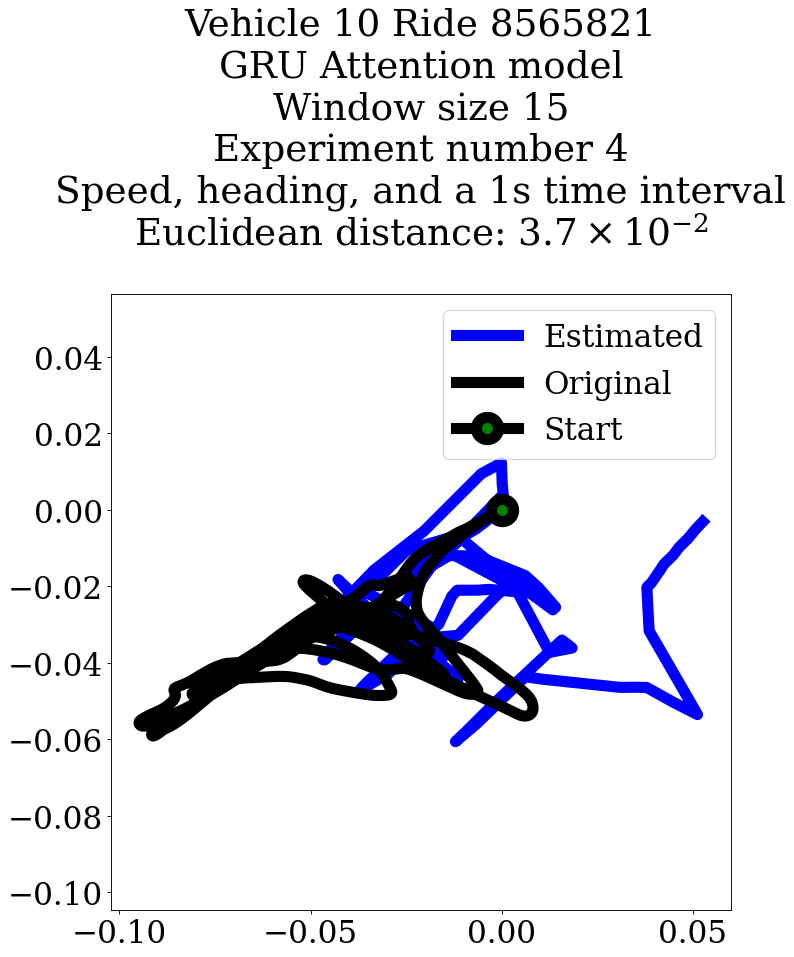 Vehicle 10 Ride 8565821
GRU Attention model
Window size 15
Experiment number 4
Speed, heading, and a 1s time interval
Euclidean distance: 3.7 × 10⁻²
Estimated
Original
Start
0.04
0.02
0.00
−0.02
−0.04
−0.06
−0.08
−0.10
−0.10 −0.05 0.00 0.05